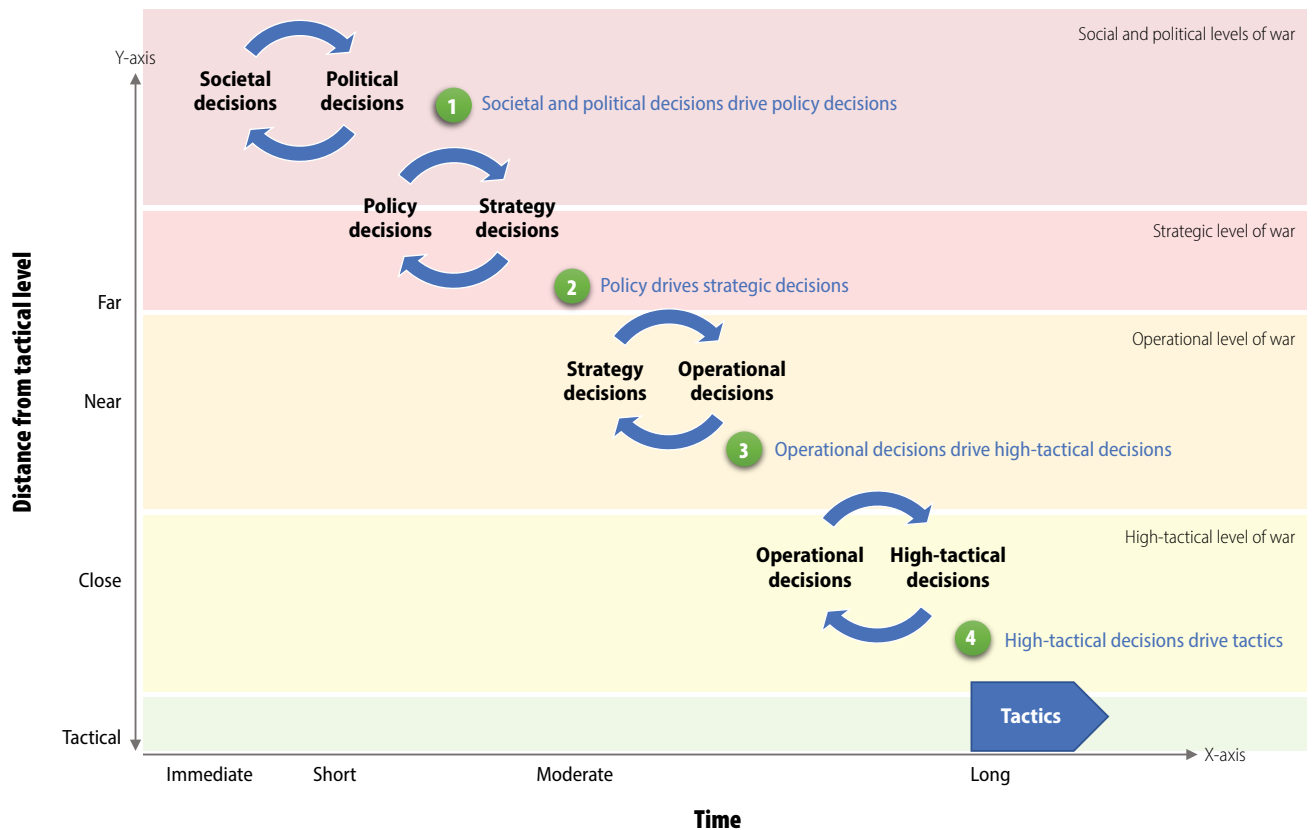 Social and political levels of war
Y-axis
Societal
decisions
Political
decisions
1
Societal and political decisions drive policy decisions
Policy
decisions
Strategy
decisions
Strategic level of war
2
Policy drives strategic decisions
Far
Operational level of war
Strategy
decisions
Operational
decisions
Near
3
Operational decisions drive high-tactical decisions
High-tactical level of war
Operational
decisions
High-tactical
decisions
Close
4
High-tactical decisions drive tactics
Tactics
Tactical
X-axis
Immediate
Short
Moderate
Long
Time
Distance from tactical level